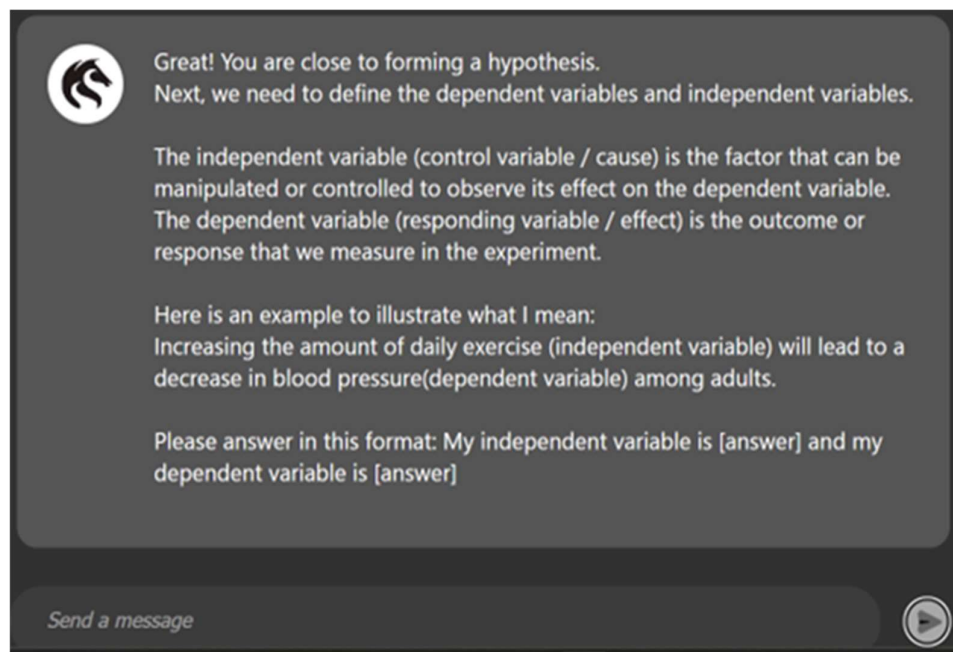 Great! You are close to forming a hypothesis.
Next, we need to define the dependent variables and independent variables.
The independent variable (control variable / cause) is the factor that can be
manipulated or controlled to observe its effect on the dependent variable.
The dependent variable (responding variable / effect) is the outcome or
response that we measure in the experiment.
Here is an example to illustrate what I mean:
Increasing the amount of daily exercise (independent variable) will lead to a
decrease in blood pressure(dependent variable) among adults.
Please answer in this format: My independent variable is [answer] and my
dependent variable is [answer]
Send a message